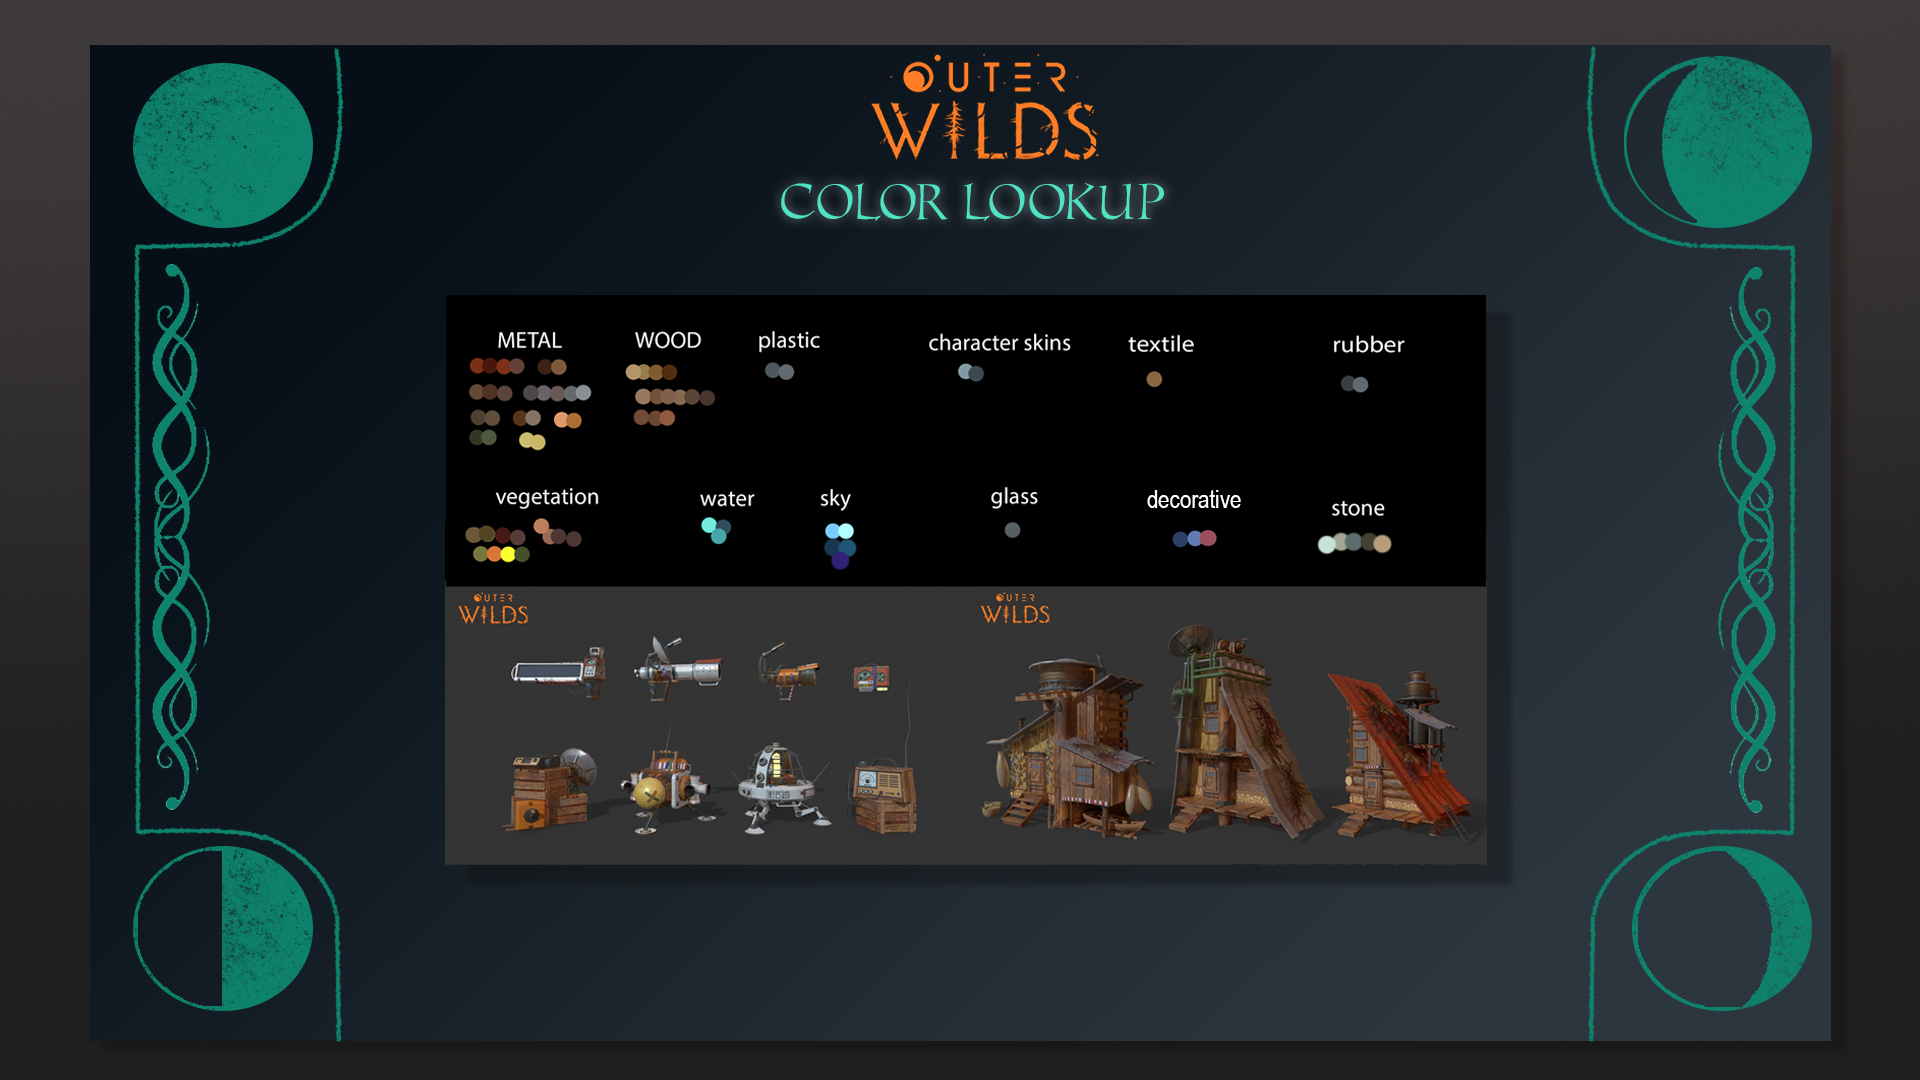 OUTER
WILDS
COLOR LOOKUP
METAL
WOOD
plastic
character skins
textile
rubber
vegetation
water
sky
glass
decorative
stone
OUTER
WILDS
OUTER
WILDS